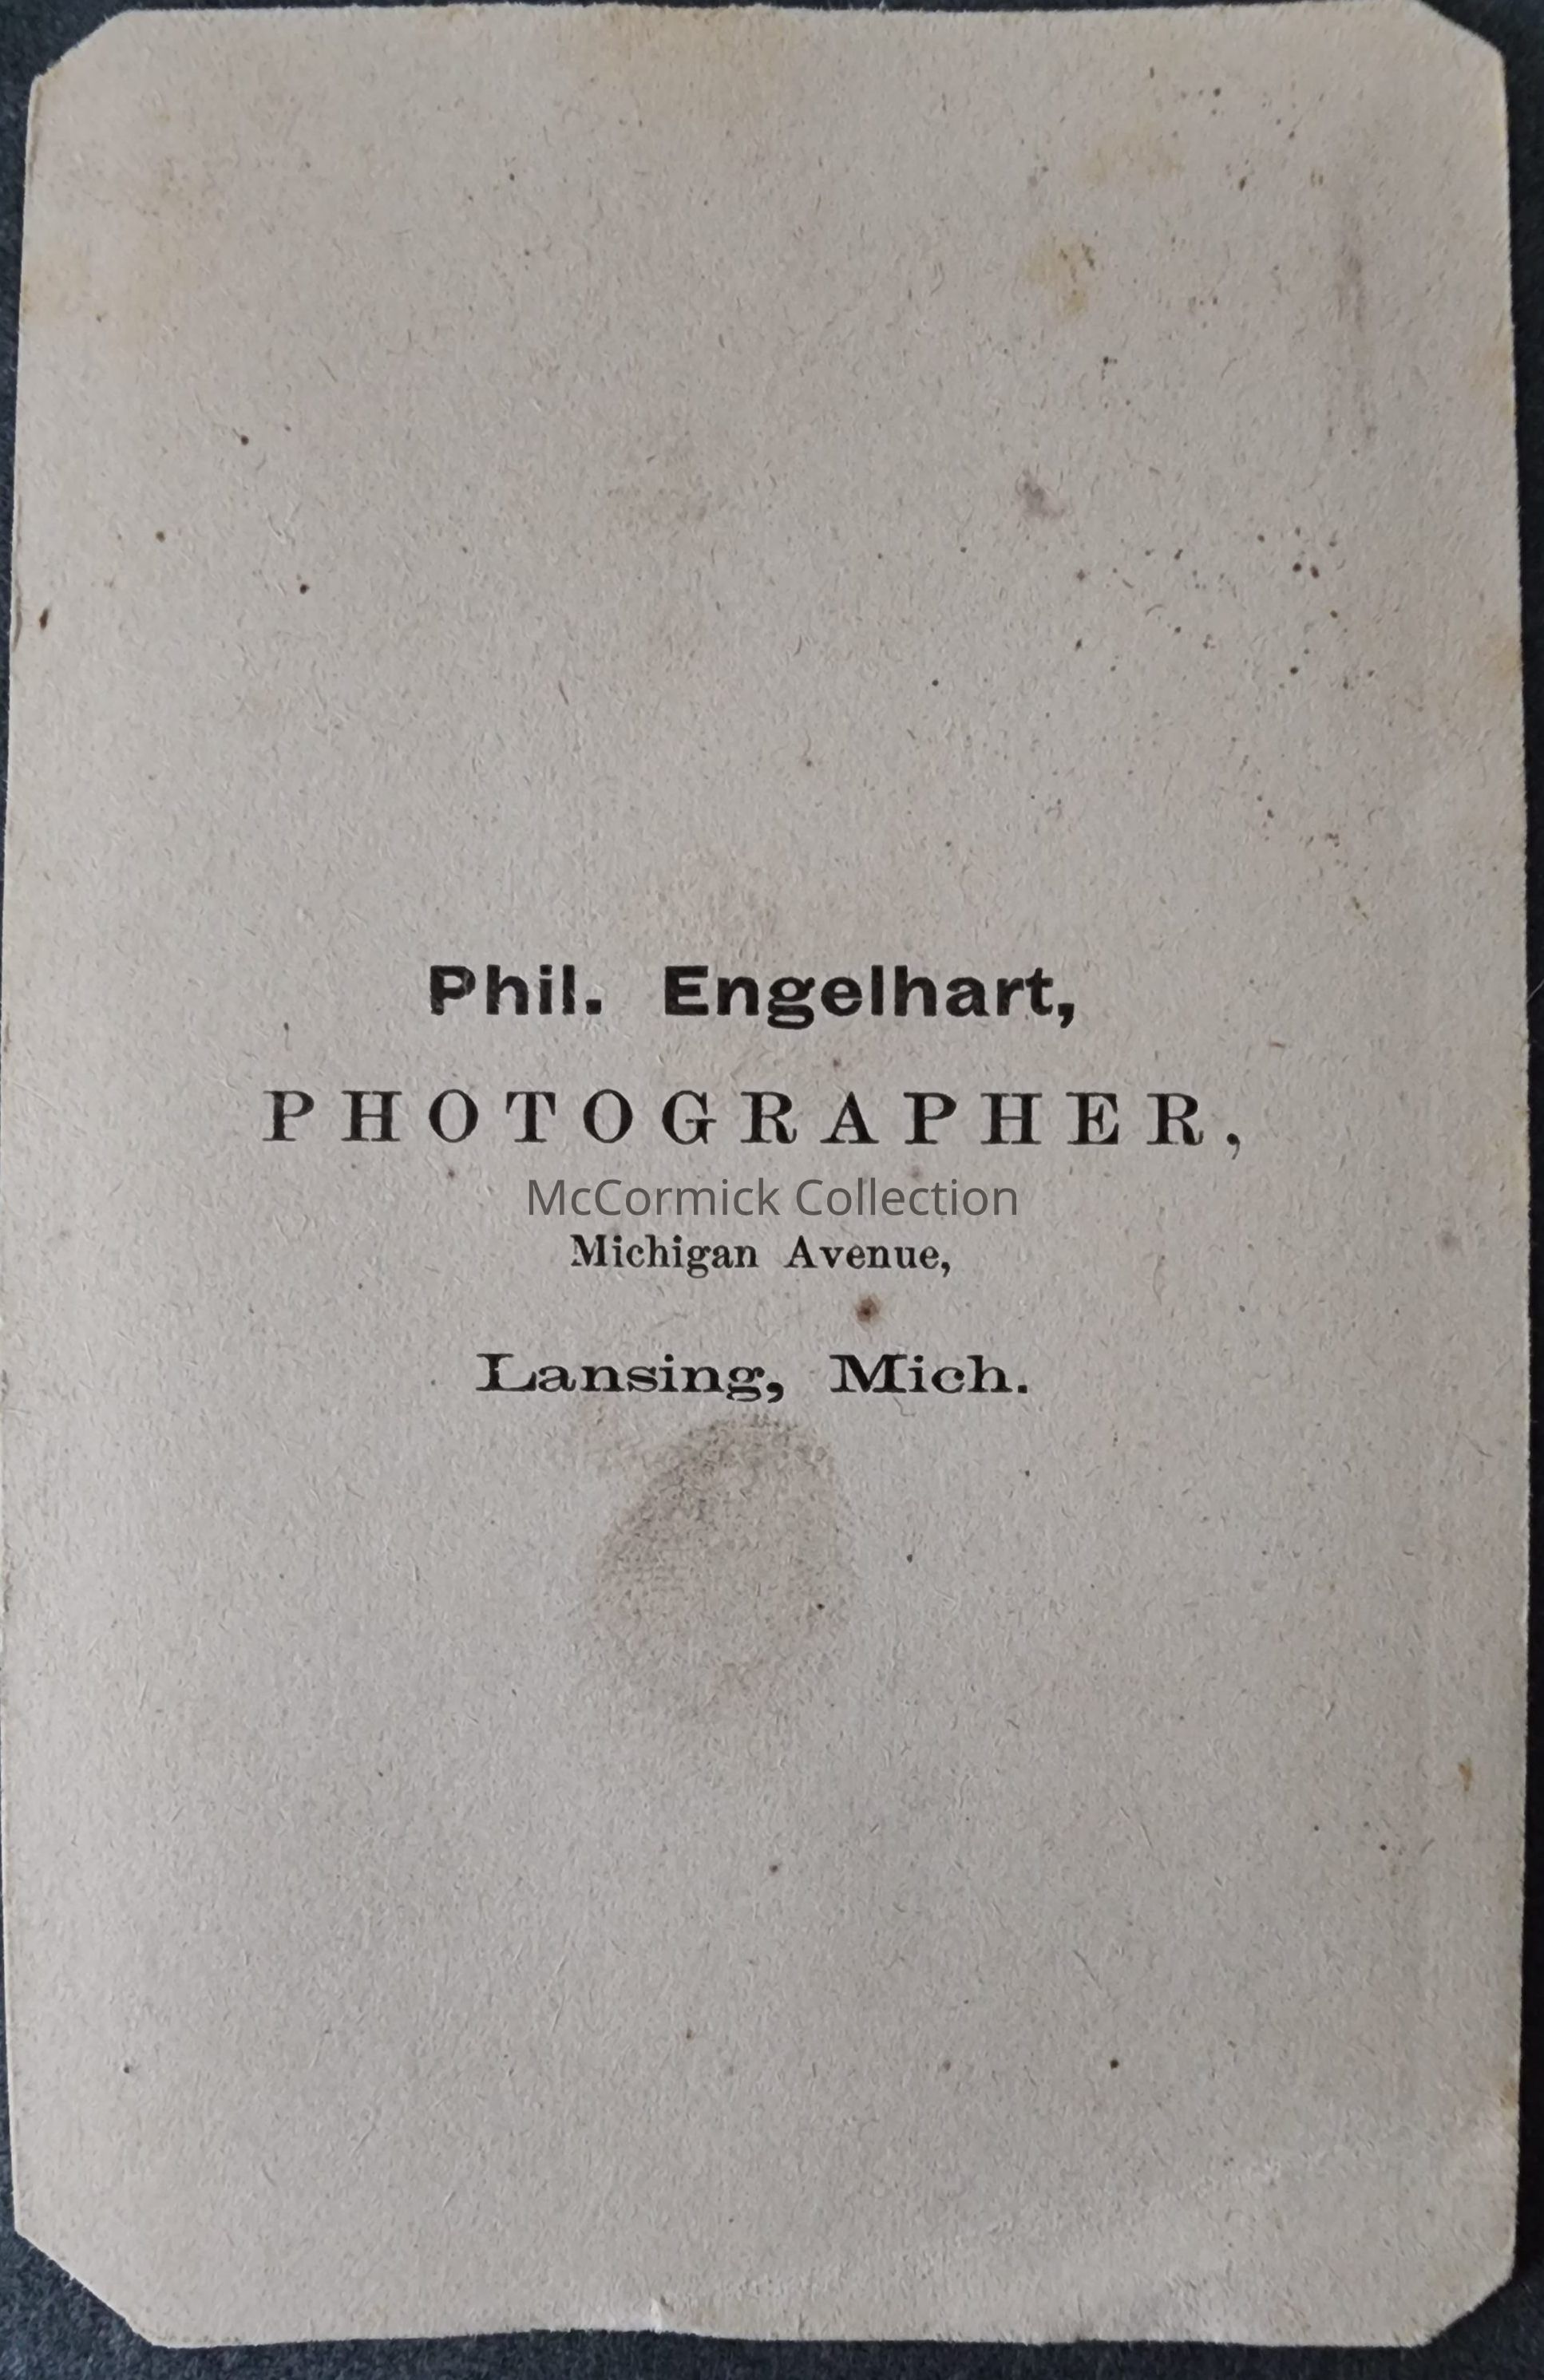 Phil. Engelhart,
PHOTOGRAPHER,
McCormick Collection
Michigan Avenue,
Lansing, Mich.